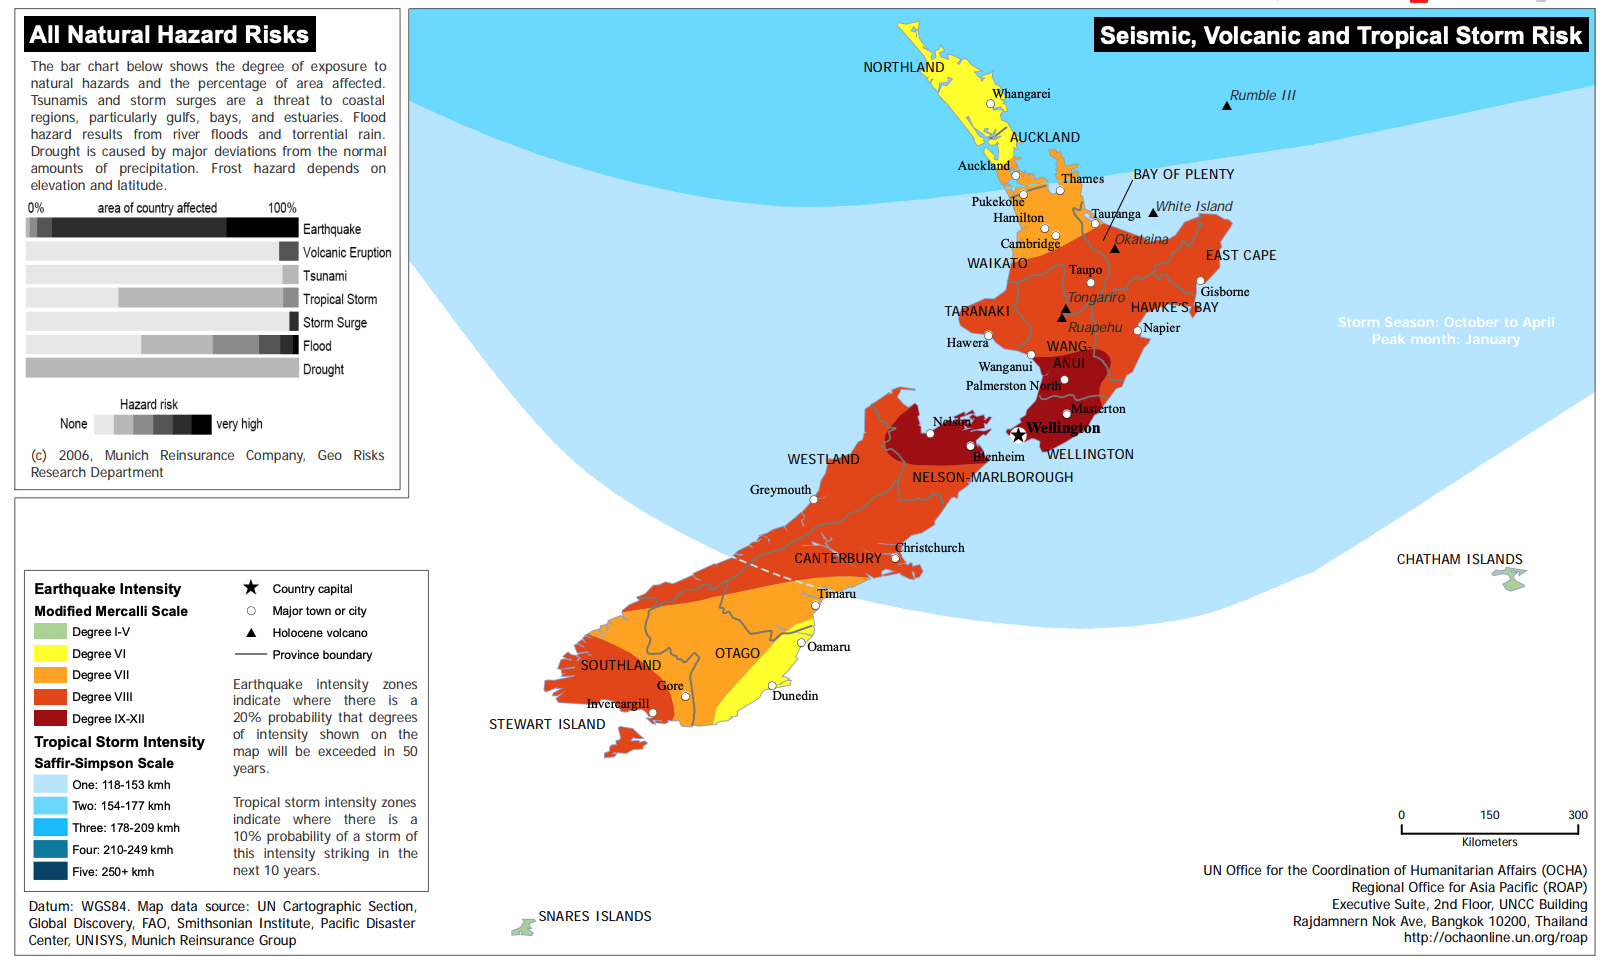 All Natural Hazard Risks
The bar chart below shows the degree of exposure to
natural hazards and the percentage of area affected.
Tsunamis and storm surges are a threat to coastal
regions, particularly gulfs, bays, and estuaries. Flood
hazard results from river floods and torrential rain.
Drought is caused by major deviations from the normal
amounts of precipitation. Frost hazard depends on
elevation and latitude.
0% area of country affected 100%
Earthquake
Volcanic Eruption
Tsunami
Tropical Storm
Storm Surge
Flood
Drought
Hazard risk
None very high
(c) 2006, Munich Reinsurance Company, Geo Risks
Research Department
Seismic, Volcanic and Tropical Storm Risk
NORTHLAND
Whangarei
Rumble III
AUCKLAND
Auckland
Thames
BAY OF PLENTY
Pukekohe
White Island
Hamilton
Tauranga
Cambridge
Okataina
WAIKATO
EAST CAPE
Taupo
Gisborne
Tongariro
TARANAKI
HAWKE'S BAY
Ruapehu
Napier
Hawera
WANG-
ANUI
Wanganui
Palmerston North
Masterton
Nelson
Wellington
Blenheim
WELLINGTON
WESTLAND
NELSON-MARLBOROUGH
Greymouth
Christchurch
CANTERBURY
Timaru
Oamaru
OTAGO
SOUTHLAND
Gore
Dunedin
Invercargill
STEWART ISLAND
SNARES ISLANDS
CHATHAM ISLANDS
Storm Season: October to April
Peak month: January
Earthquake Intensity
Modified Mercalli Scale
Degree I-V
Degree VI
Degree VII
Degree VIII
Degree IX-XII
Tropical Storm Intensity
Saffir-Simpson Scale
One: 118-153 kmh
Two: 154-177 kmh
Three: 178-209 kmh
Four: 210-249 kmh
Five: 250+ kmh
Country capital
Major town or city
Holocene volcano
Province boundary
Earthquake intensity zones
indicate where there is a
20% probability that degrees
of intensity shown on the
map will be exceeded in 50
years.
Tropical storm intensity zones
indicate where there is a
10% probability of a storm of
this intensity striking in the
next 10 years.
Datum: WGS84. Map data source: UN Cartographic Section,
Global Discovery, FAO, Smithsonian Institute, Pacific Disaster
Center, UNISYS, Munich Reinsurance Group
0 150 300
Kilometers
UN Office for the Coordination of Humanitarian Affairs (OCHA)
Regional Office for Asia Pacific (ROAP)
Executive Suite, 2nd Floor, UNCC Building
Rajdamnern Nok Ave, Bangkok 10200, Thailand
http://ochaonline.un.org/roap